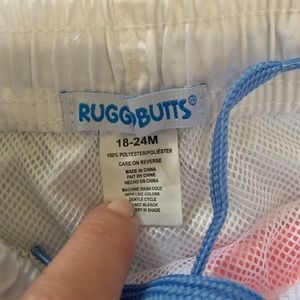 RUGGEDBUTTS®
18-24M
100% POLYESTER/POLIÉSTER
CARE ON REVERSE
MADE IN CHINA
FAIT EN CHINE
HECHO EN CHINA
MACHINE WASH COLD
WITH LIKE COLORS
GENTLE CYCLE
NOT BLEACH
DRY IN SHADE